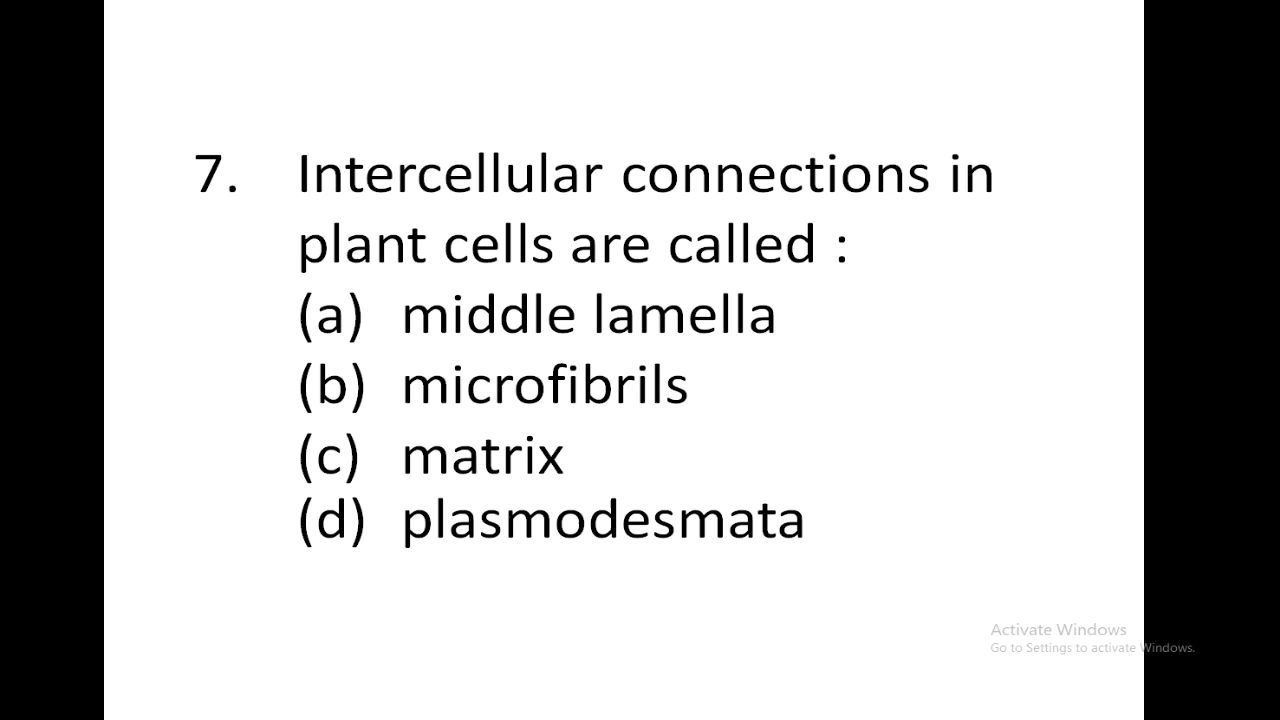 7. Intercellular connections in
plant cells are called :
(a) middle lamella
(b) microfibrils
(c) matrix
(d) plasmodesmata
Activate Windows
Go to Settings to activate Windows.